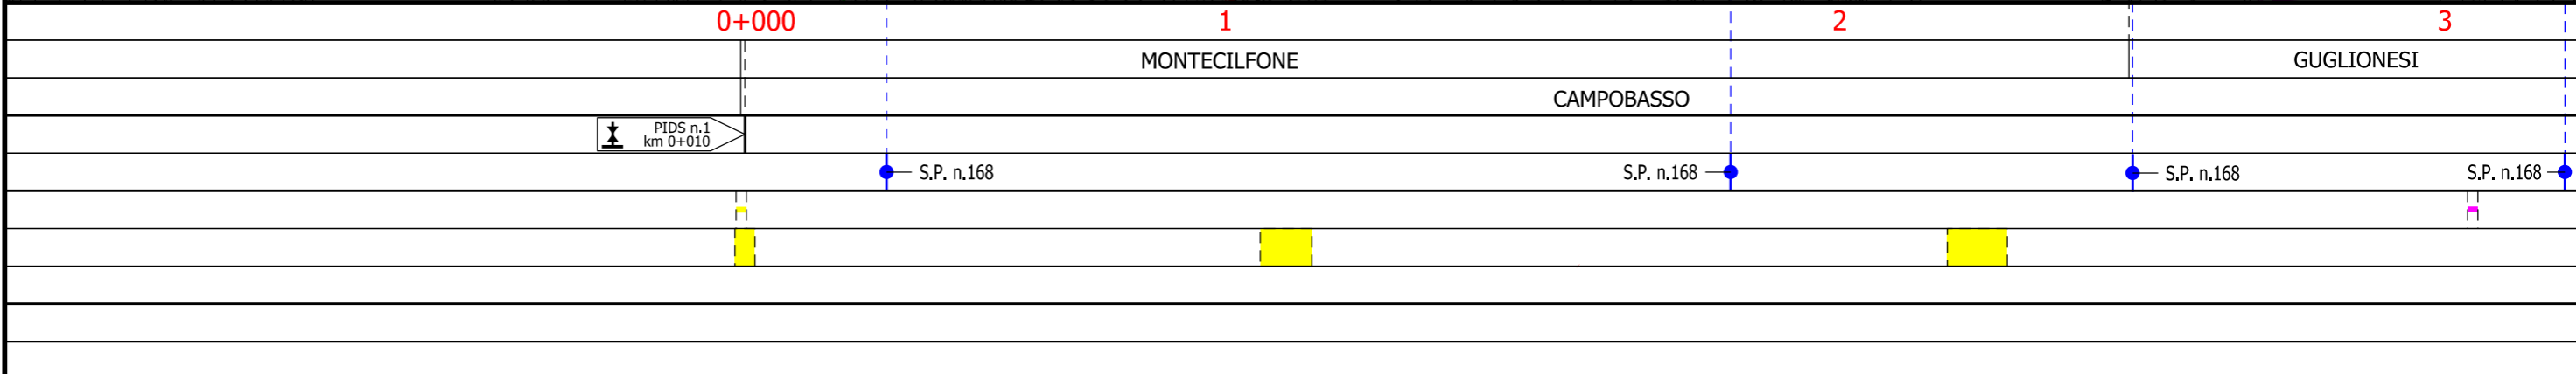 0+000 1 2 3
MONTECILFONE GUGLIONESI
CAMPOBASSO
PIDS n.1
km 0+010
S.P. n.168 S.P. n.168 S.P. n.168 S.P. n.168